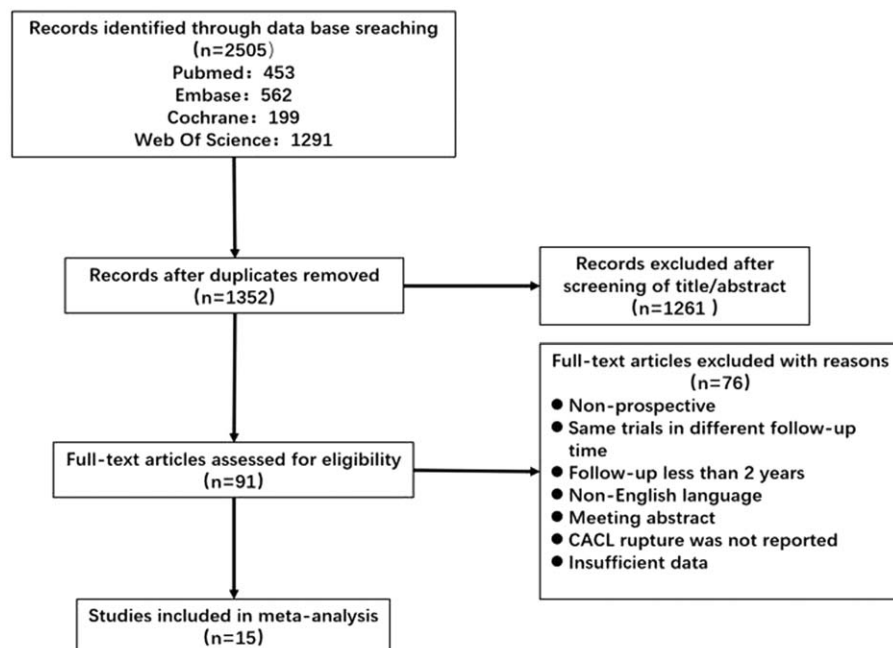 Records identified through data base sreaching
(n=2505)
Pubmed：453
Embase：562
Cochrane：199
Web Of Science：1291
Records after duplicates removed
(n=1352)
Records excluded after
screening of title/abstract
(n=1261 )
Full-text articles assessed for eligibility
(n=91)
Full-text articles excluded with reasons
(n=76)
● Non-prospective
● Same trials in different follow-up
time
● Follow-up less than 2 years
● Non-English language
● Meeting abstract
● CACL rupture was not reported
● Insufficient data
Studies included in meta-analysis
(n=15)